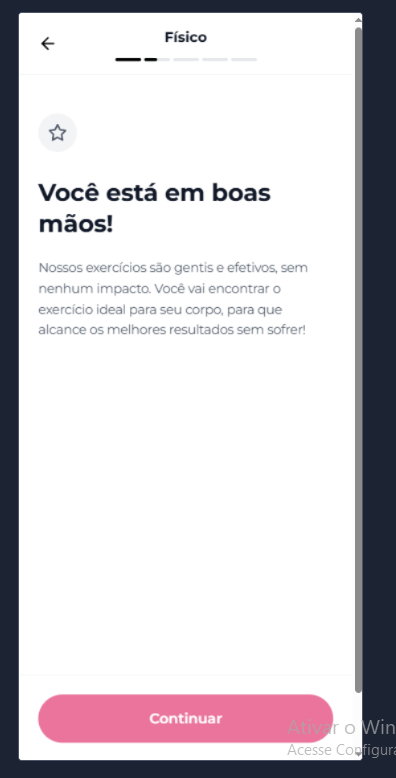 Físico
Você está em boas
mãos!
Nossos exercícios são gentis e efetivos, sem
nenhum impacto. Você vai encontrar o
exercício ideal para seu corpo, para que
alcance os melhores resultados sem sofrer!
Continuar
Ativar o Win
Acesse Configura